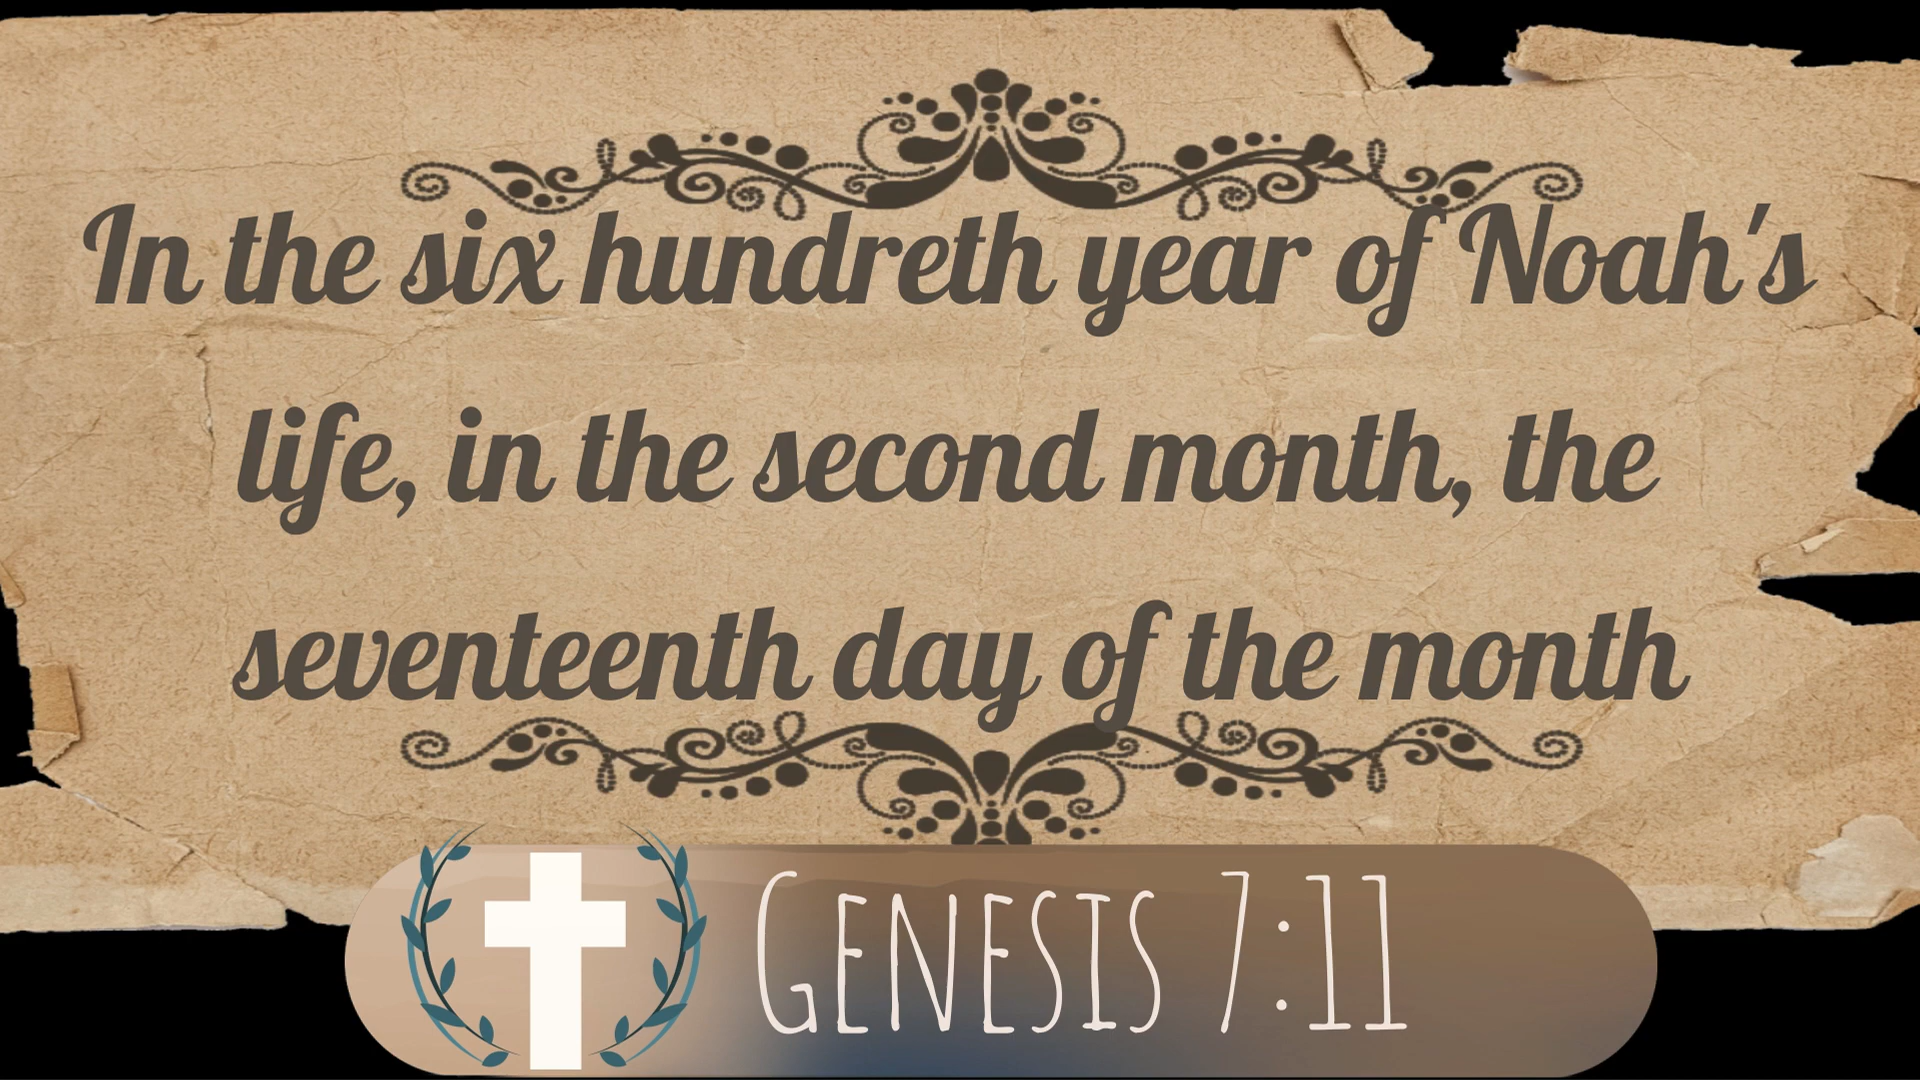 In the six hundreth year of Noah's
life, in the second month, the
seventeenth day of the month
Genesis 7:11